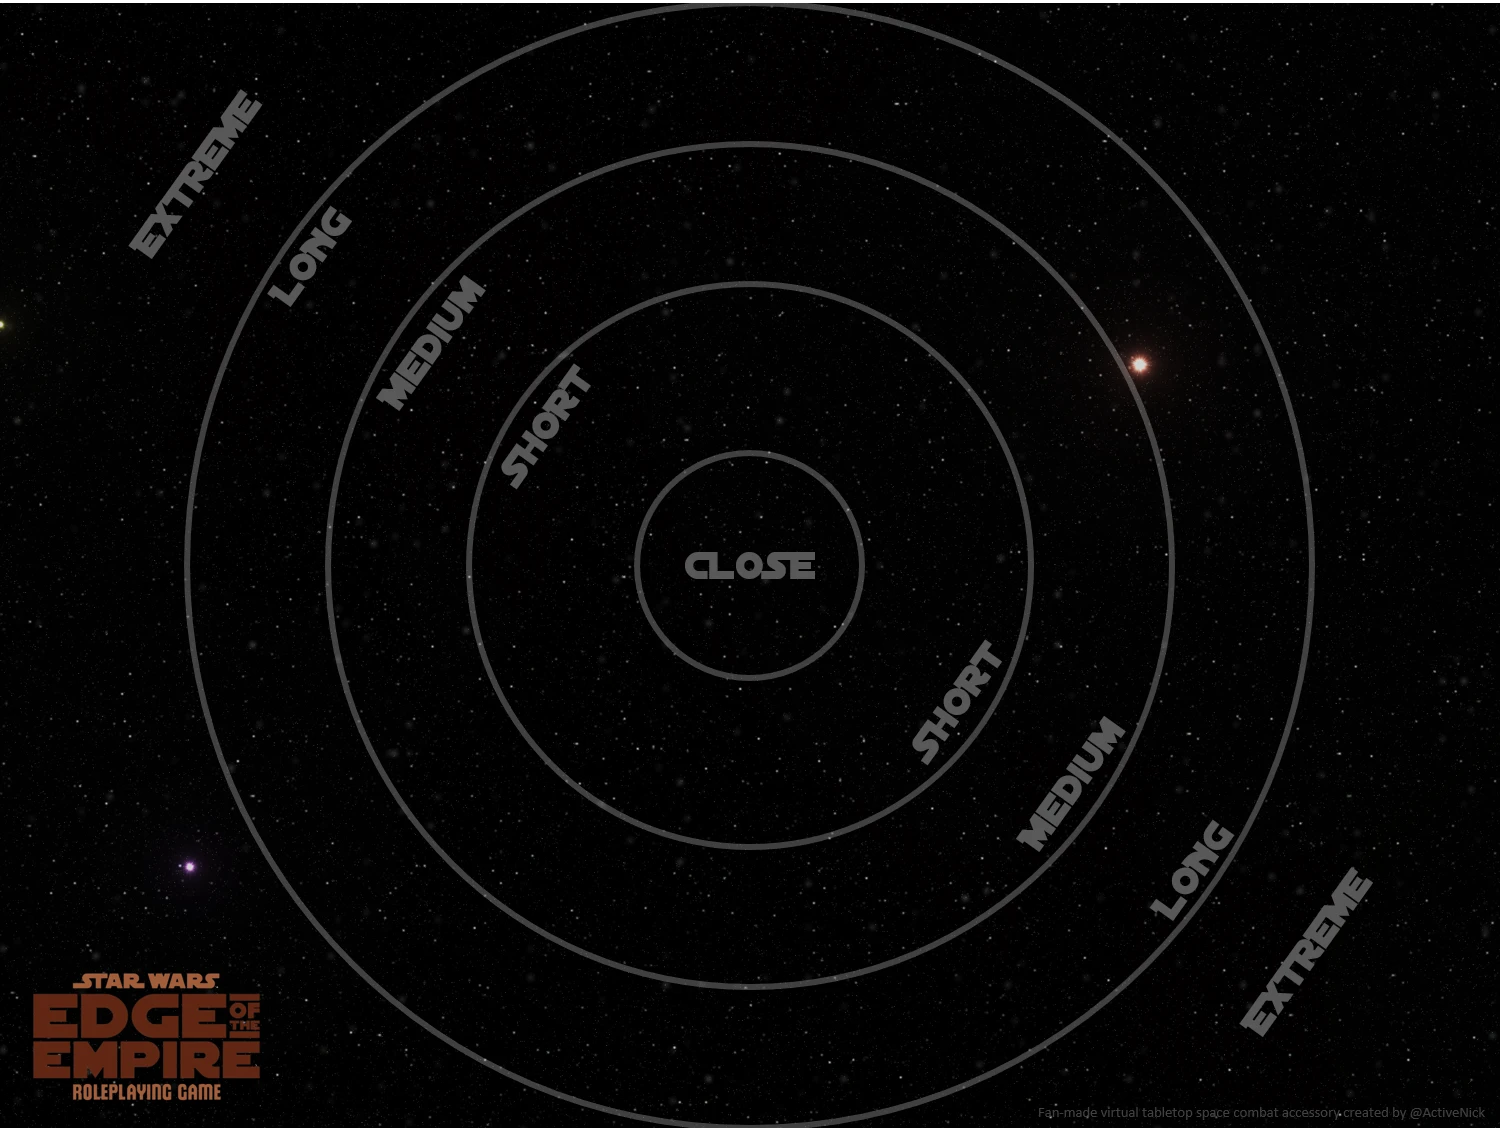 EXTREME
LONG
MEDIUM
SHORT
CLOSE
SHORT
MEDIUM
LONG
EXTREME
STAR WARS
EDGE OF THE
EMPIRE
ROLEPLAYING GAME
Fan-made virtual tabletop space combat accessory created by @ActiveNick